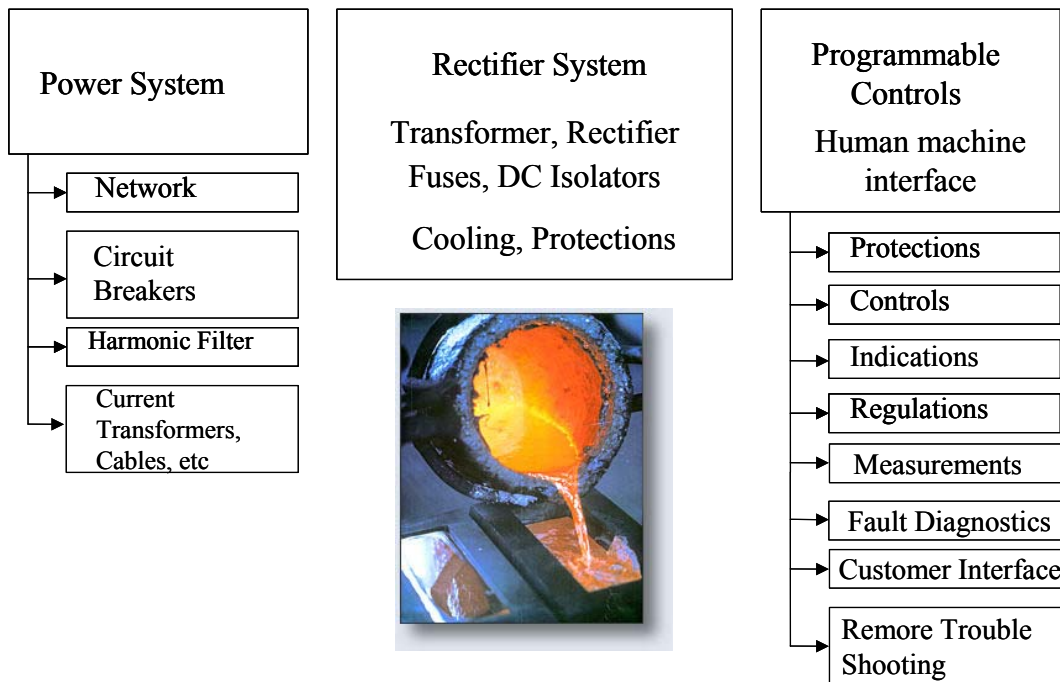 Power System
Network
Circuit
Breakers
Harmonic Filter
Current
Transformers,
Cables, etc
Rectifier System
Transformer, Rectifier
Fuses, DC Isolators
Cooling, Protections
Programmable
Controls
Human machine
interface
Protections
Controls
Indications
Regulations
Measurements
Fault Diagnostics
Customer Interface
Remore Trouble
Shooting